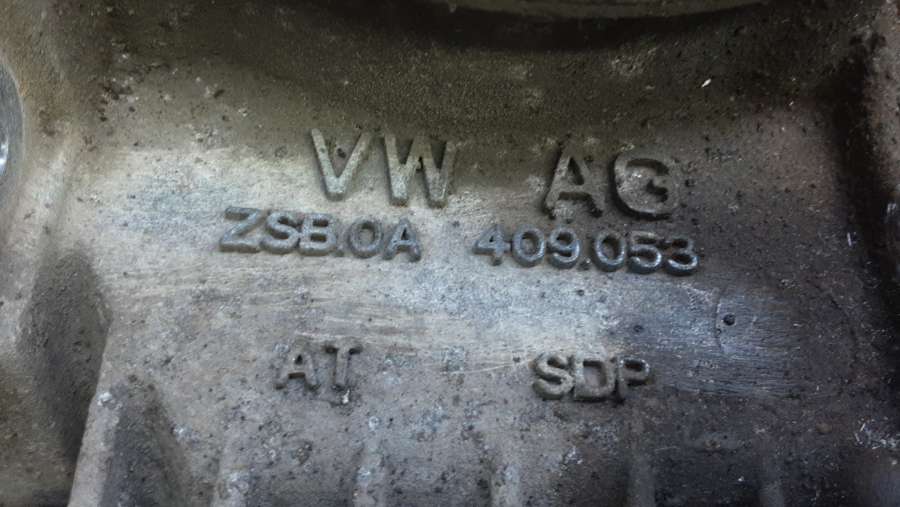 VW AG
ZSB.0A 409.053
AT SDP